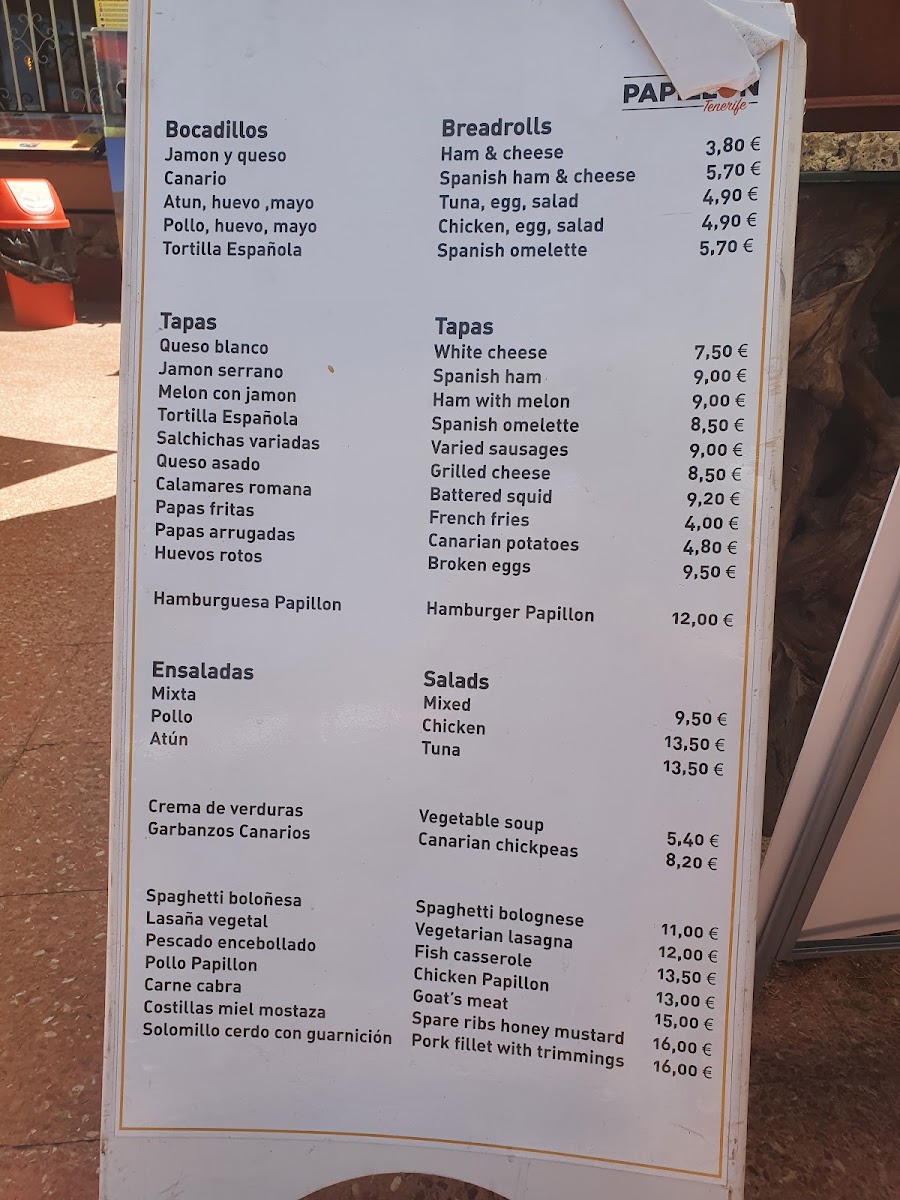 PAPILLON
Tenerife
Bocadillos Breadrolls
Jamon y queso Ham & cheese 3,80 €
Canario Spanish ham & cheese 5,70 €
Atun, huevo ,mayo Tuna, egg, salad 4,90 €
Pollo, huevo, mayo Chicken, egg, salad 4,90 €
Tortilla Española Spanish omelette 5,70 €
Tapas Tapas
Queso blanco White cheese 7,50 €
Jamon serrano Spanish ham 9,00 €
Melon con jamon Ham with melon 9,00 €
Tortilla Española Spanish omelette 8,50 €
Salchichas variadas Varied sausages 9,00 €
Queso asado Grilled cheese 8,50 €
Calamares romana Battered squid 9,20 €
Papas fritas French fries 4,00 €
Papas arrugadas Canarian potatoes 4,80 €
Huevos rotos Broken eggs 9,50 €
Hamburguesa Papillon Hamburger Papillon 12,00 €
Ensaladas Salads
Mixta Mixed 9,50 €
Pollo Chicken 13,50 €
Atún Tuna 13,50 €
Crema de verduras Vegetable soup 5,40 €
Garbanzos Canarios Canarian chickpeas 8,20 €
Spaghetti boloñesa Spaghetti bolognese 11,00 €
Lasaña vegetal Vegetarian lasagna 12,00 €
Pescado encebollado Fish casserole 13,50 €
Pollo Papillon Chicken Papillon 13,00 €
Carne cabra Goat's meat 15,00 €
Costillas miel mostaza Spare ribs honey mustard 16,00 €
Solomillo cerdo con guarnición Pork fillet with trimmings 16,00 €